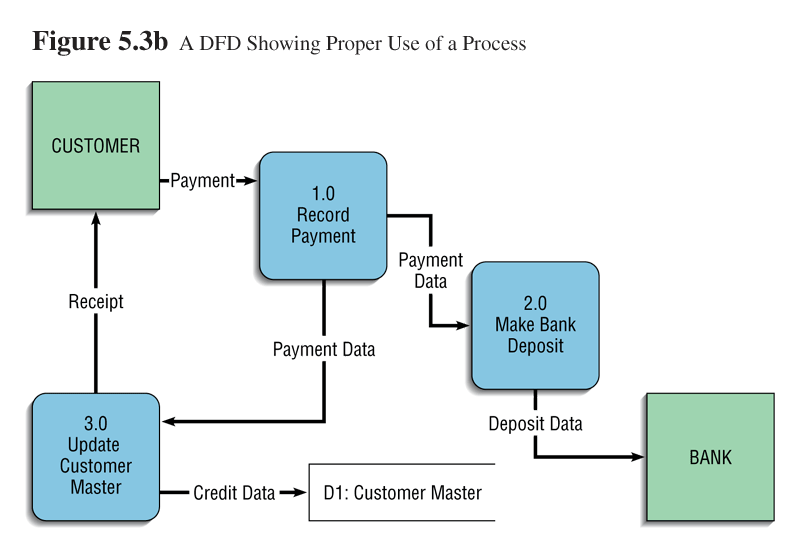 Figure 5.3b A DFD Showing Proper Use of a Process
CUSTOMER
Payment
1.0
Record
Payment
Payment
Data
2.0
Make Bank
Deposit
Receipt
Payment Data
3.0
Update
Customer
Master
Credit Data
D1: Customer Master
Deposit Data
BANK